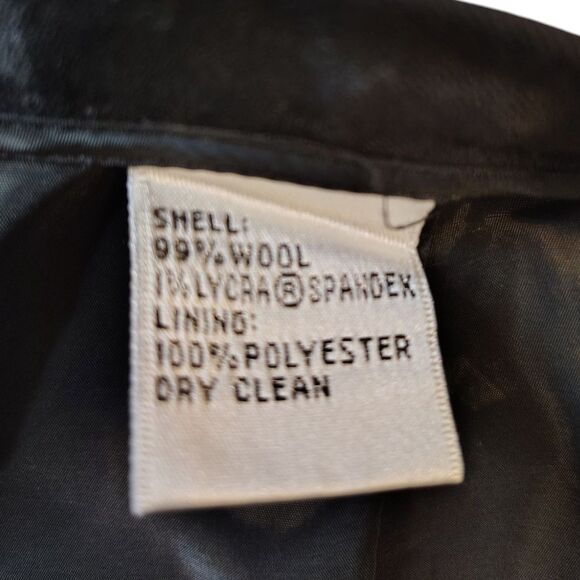 SHELL:
99% WOOL
1% LYCRA® SPANDEX
LINING:
100% POLYESTER
DRY CLEAN